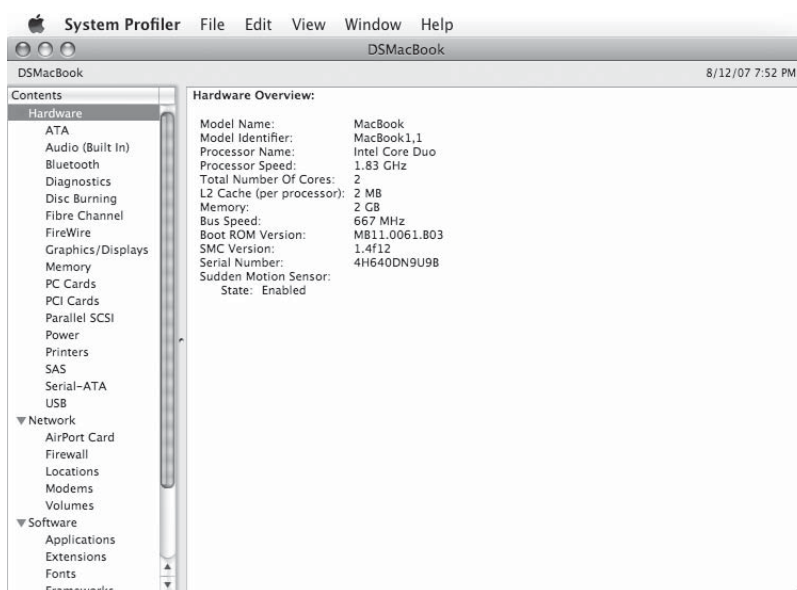 System Profiler File Edit View Window Help
DSMacBook
DSMacBook 8/12/07 7:52 PM
Contents
Hardware
ATA
Audio (Built In)
Bluetooth
Diagnostics
Disc Burning
Fibre Channel
FireWire
Graphics/Displays
Memory
PC Cards
PCI Cards
Parallel SCSI
Power
Printers
SAS
Serial-ATA
USB
Network
AirPort Card
Firewall
Locations
Modems
Volumes
Software
Applications
Extensions
Fonts
Frameworks
Hardware Overview:
Model Name: MacBook
Model Identifier: MacBook1,1
Processor Name: Intel Core Duo
Processor Speed: 1.83 GHz
Total Number Of Cores: 2
L2 Cache (per processor): 2 MB
Memory: 2 GB
Bus Speed: 667 MHz
Boot ROM Version: MB11.0061.B03
SMC Version: 1.4f12
Serial Number: 4H640DN9U9B
Sudden Motion Sensor:
State: Enabled